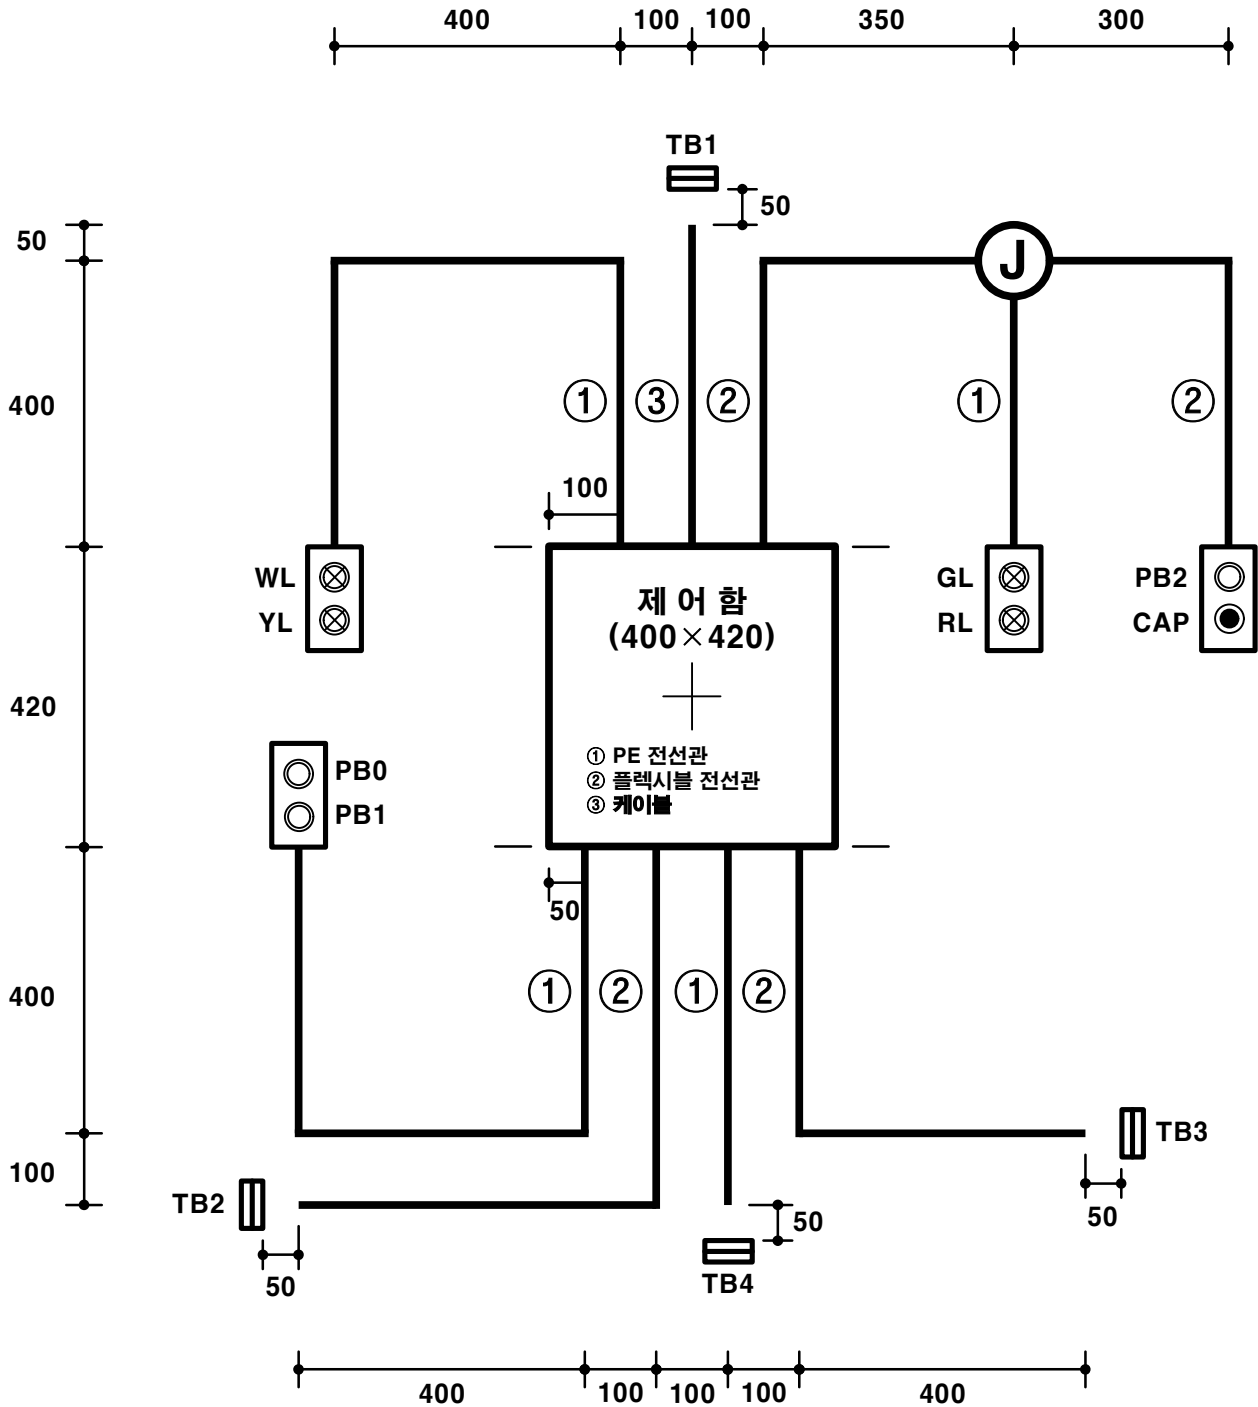 400 100 100 350 300
TB1
50
50
J
400
① ③ ② ① ②
100
WL
YL
GL
RL
PB2
CAP
제 어 함
(400×420)
420
① PE 전선관
② 플렉시블 전선관
③ 케이블
PB0
PB1
50
400
① ② ① ②
TB3
100
TB2
50
50
50
TB4
400 100 100 100 400